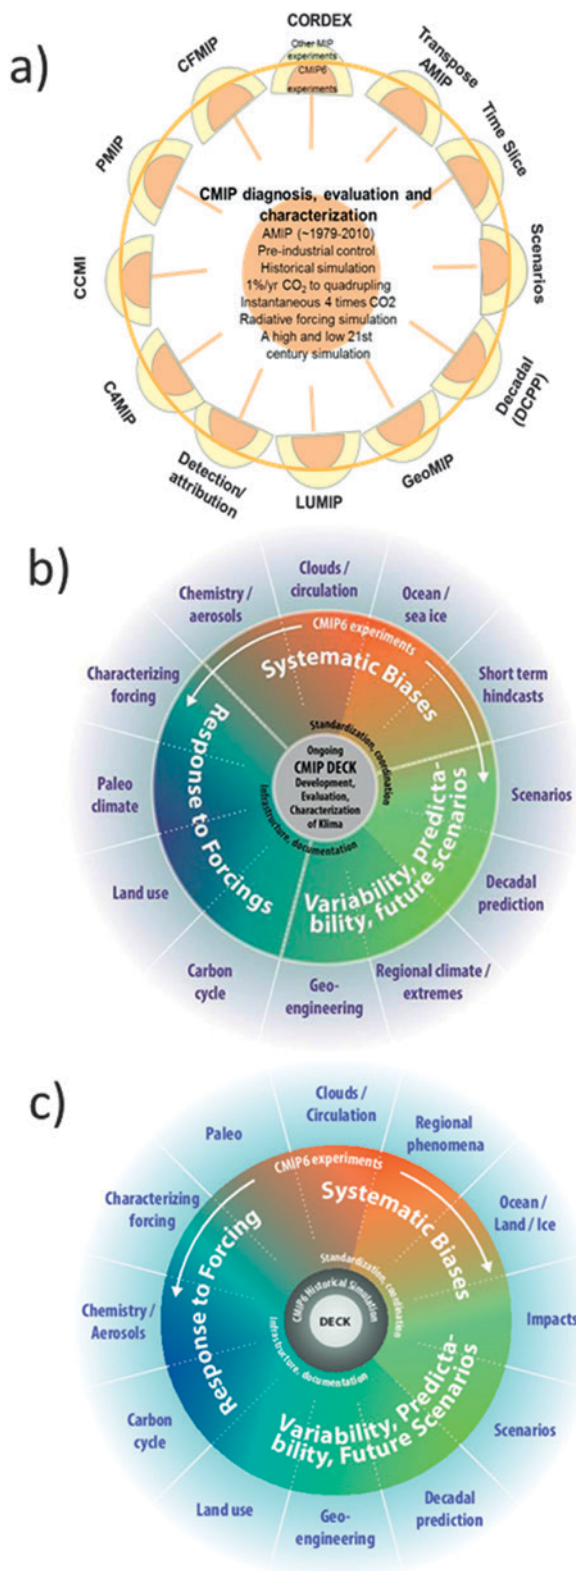 a)
CORDEX
Other MIP
experiments
CMIP6
experiments
Transpose
AMIP
Time Slice
Scenarios
Decadal
(DCPP)
GeoMIP
LUMIP
Detection/
attribution
C4MIP
CCMI
PMIP
CFMIP
CMIP diagnosis, evaluation and
characterization
AMIP (~1979-2010)
Pre-industrial control
Historical simulation
1%/yr CO2 to quadrupling
Instantaneous 4 times CO2
Radiative forcing simulation
A high and low 21st
century simulation
b)
Clouds /
circulation
Ocean /
sea ice
Short term
hindcasts
Scenarios
Decadal
prediction
Regional climate /
extremes
Geo-
engineering
Carbon
cycle
Land use
Paleo
climate
Characterizing
forcing
Chemistry /
aerosols
CMIP6 experiments
Systematic Biases
Response to Forcings
Variability, predicta-
bility, future scenarios
Standardization, coordination
Infrastructure, documentation
Ongoing
CMIP DECK
Development,
Evaluation,
Characterization
of Klima
c)
Clouds /
Circulation
Regional
phenomena
Ocean /
Land / Ice
Impacts
Scenarios
Decadal
prediction
Geo-
engineering
Land use
Carbon
cycle
Chemistry /
Aerosols
Characterizing
forcing
Paleo
CMIP6 experiments
Systematic Biases
Response to Forcing
Variability, Predicta-
bility, Future Scenarios
Standardization, coordination
Infrastructure, documentation
CMIP6 Historical Simulation
DECK